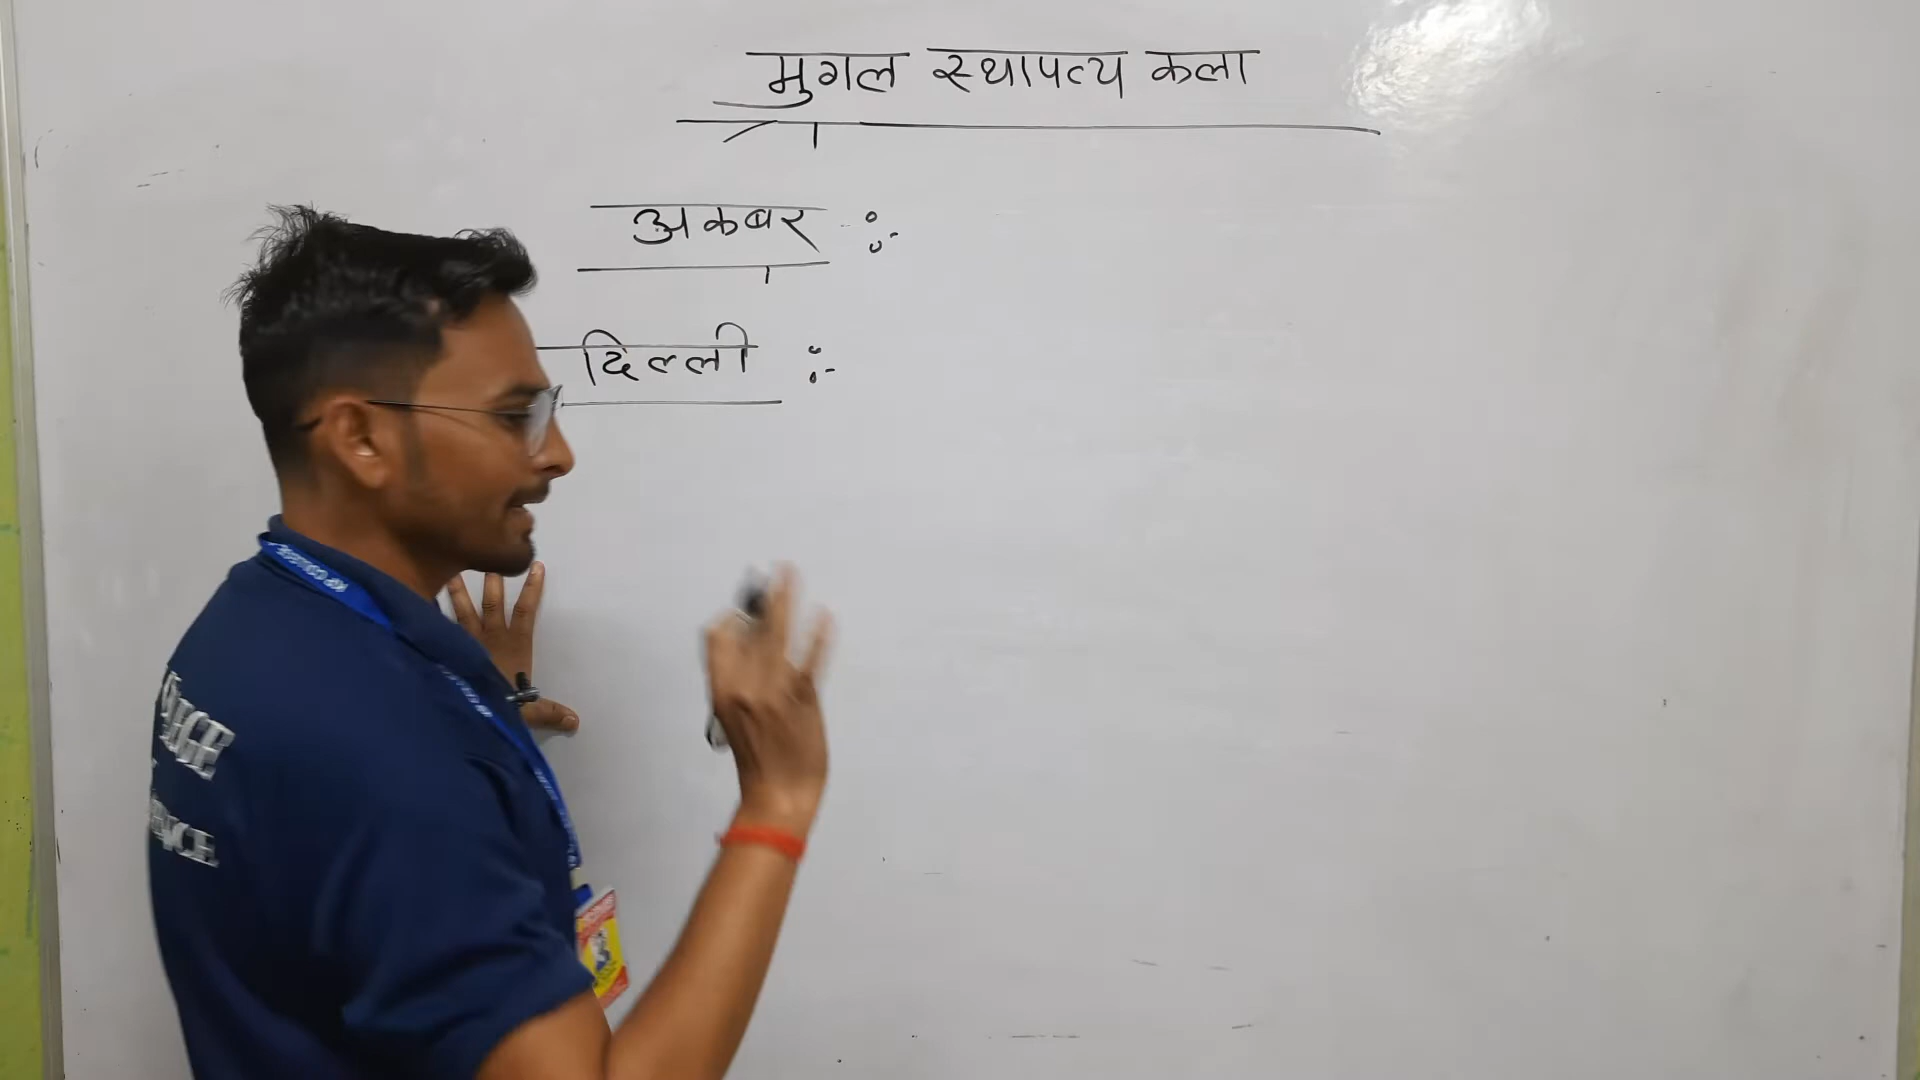 मुगल स्थापत्य कला
अकबर :-
दिल्ली :-